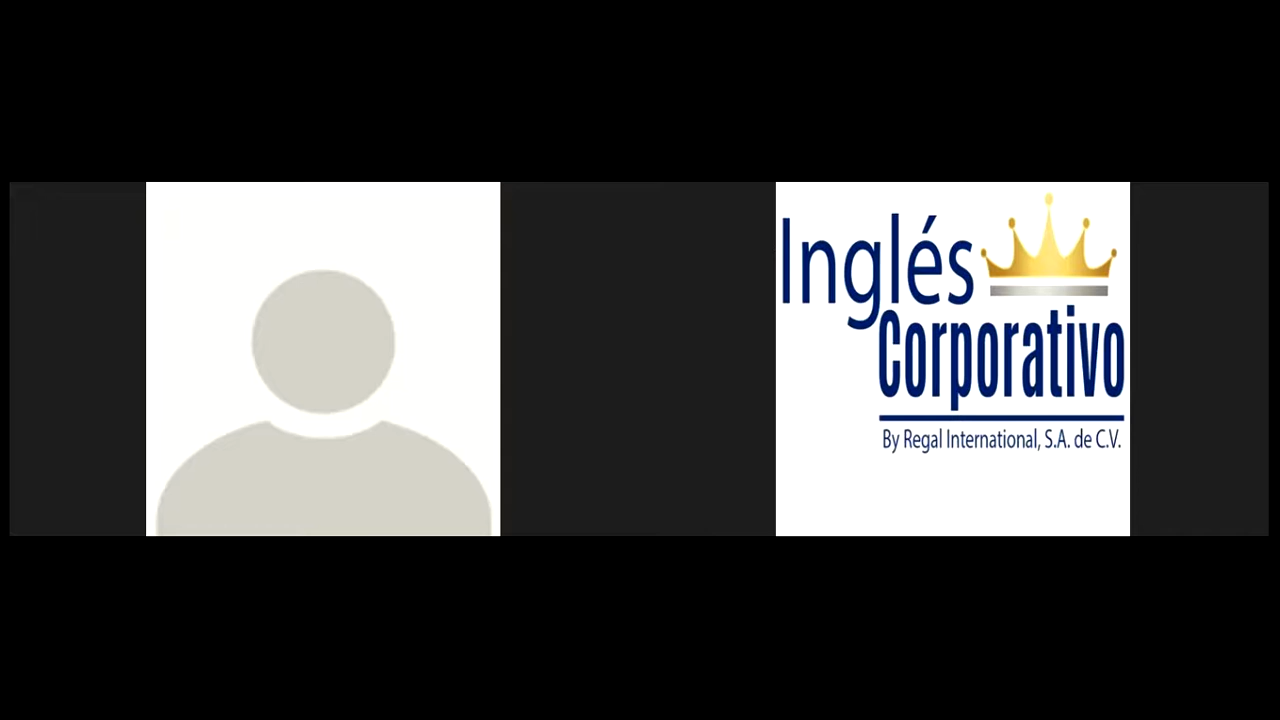 Inglés
Corporativo
By Regal International, S.A. de C.V.